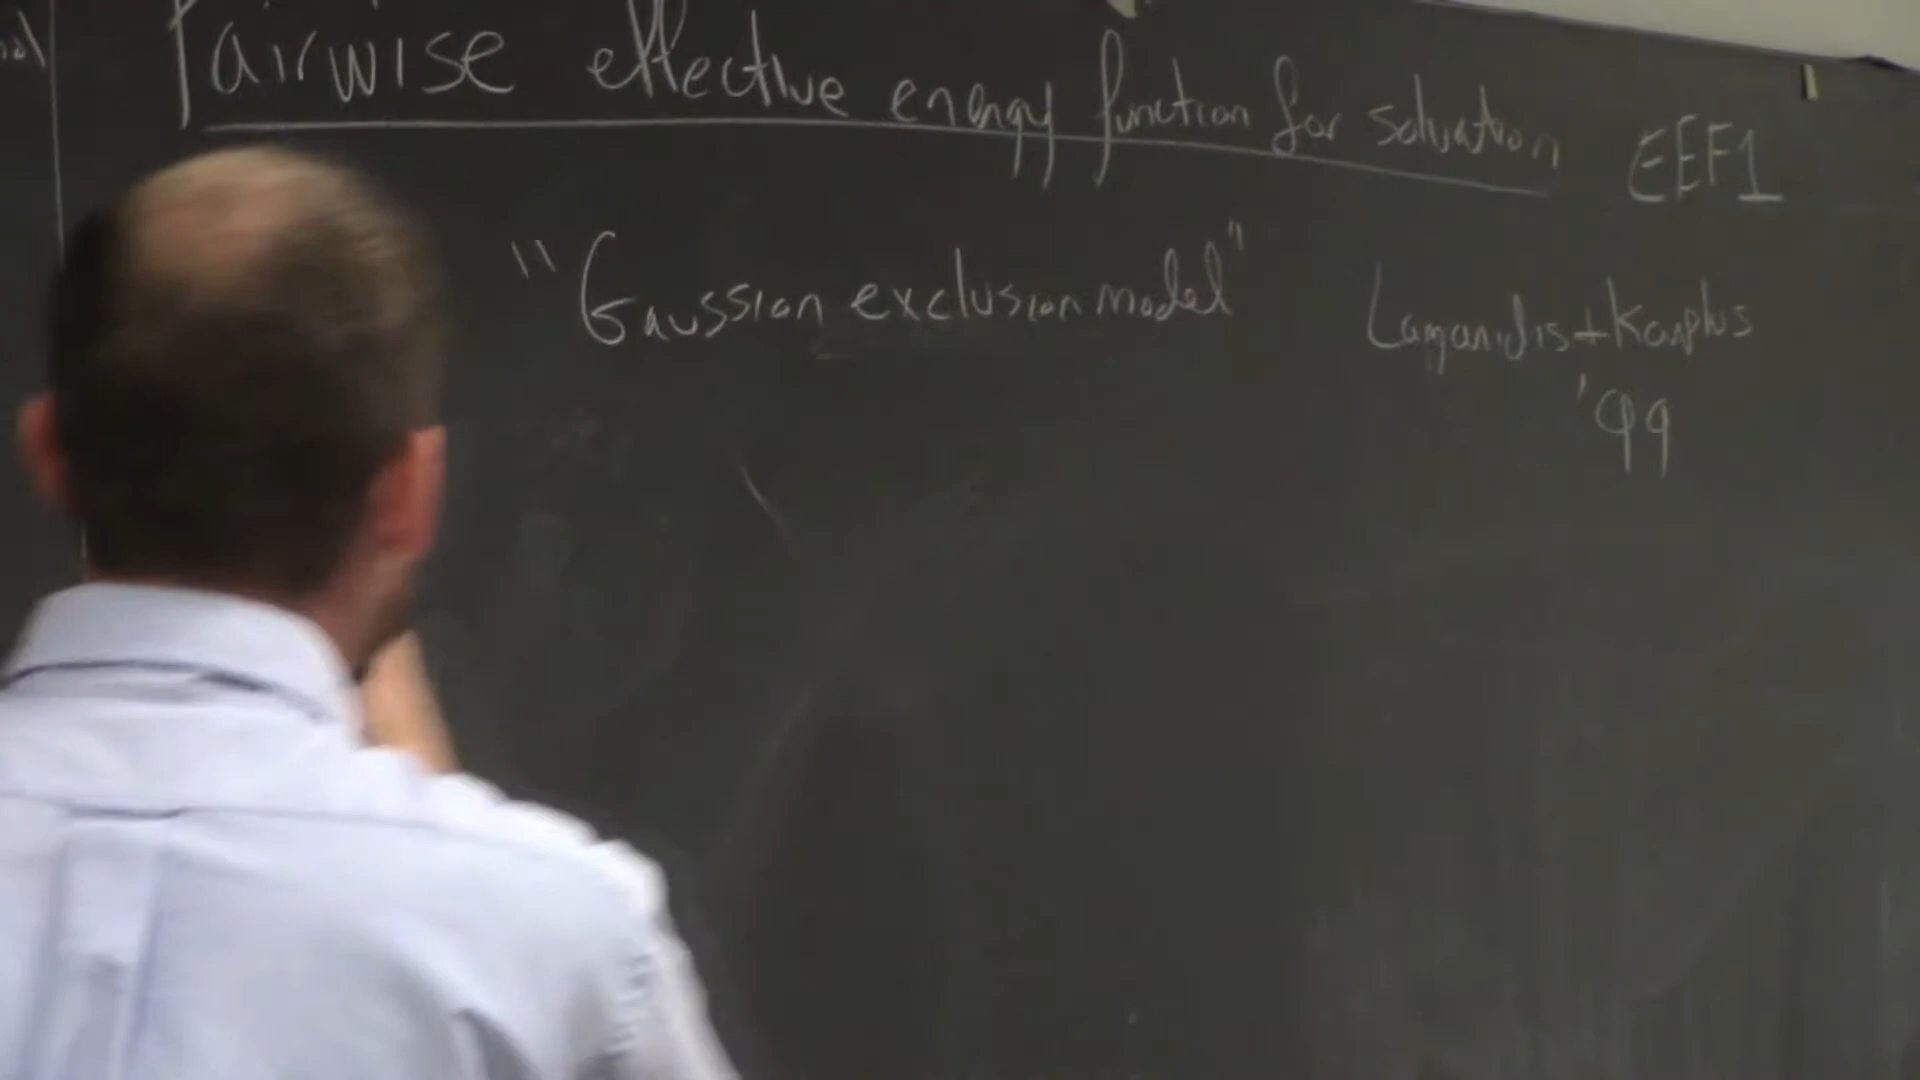 Pairwise effective energy function for solvation EEF1
"Gaussian exclusion model" Lazaridis + Karplus
'99